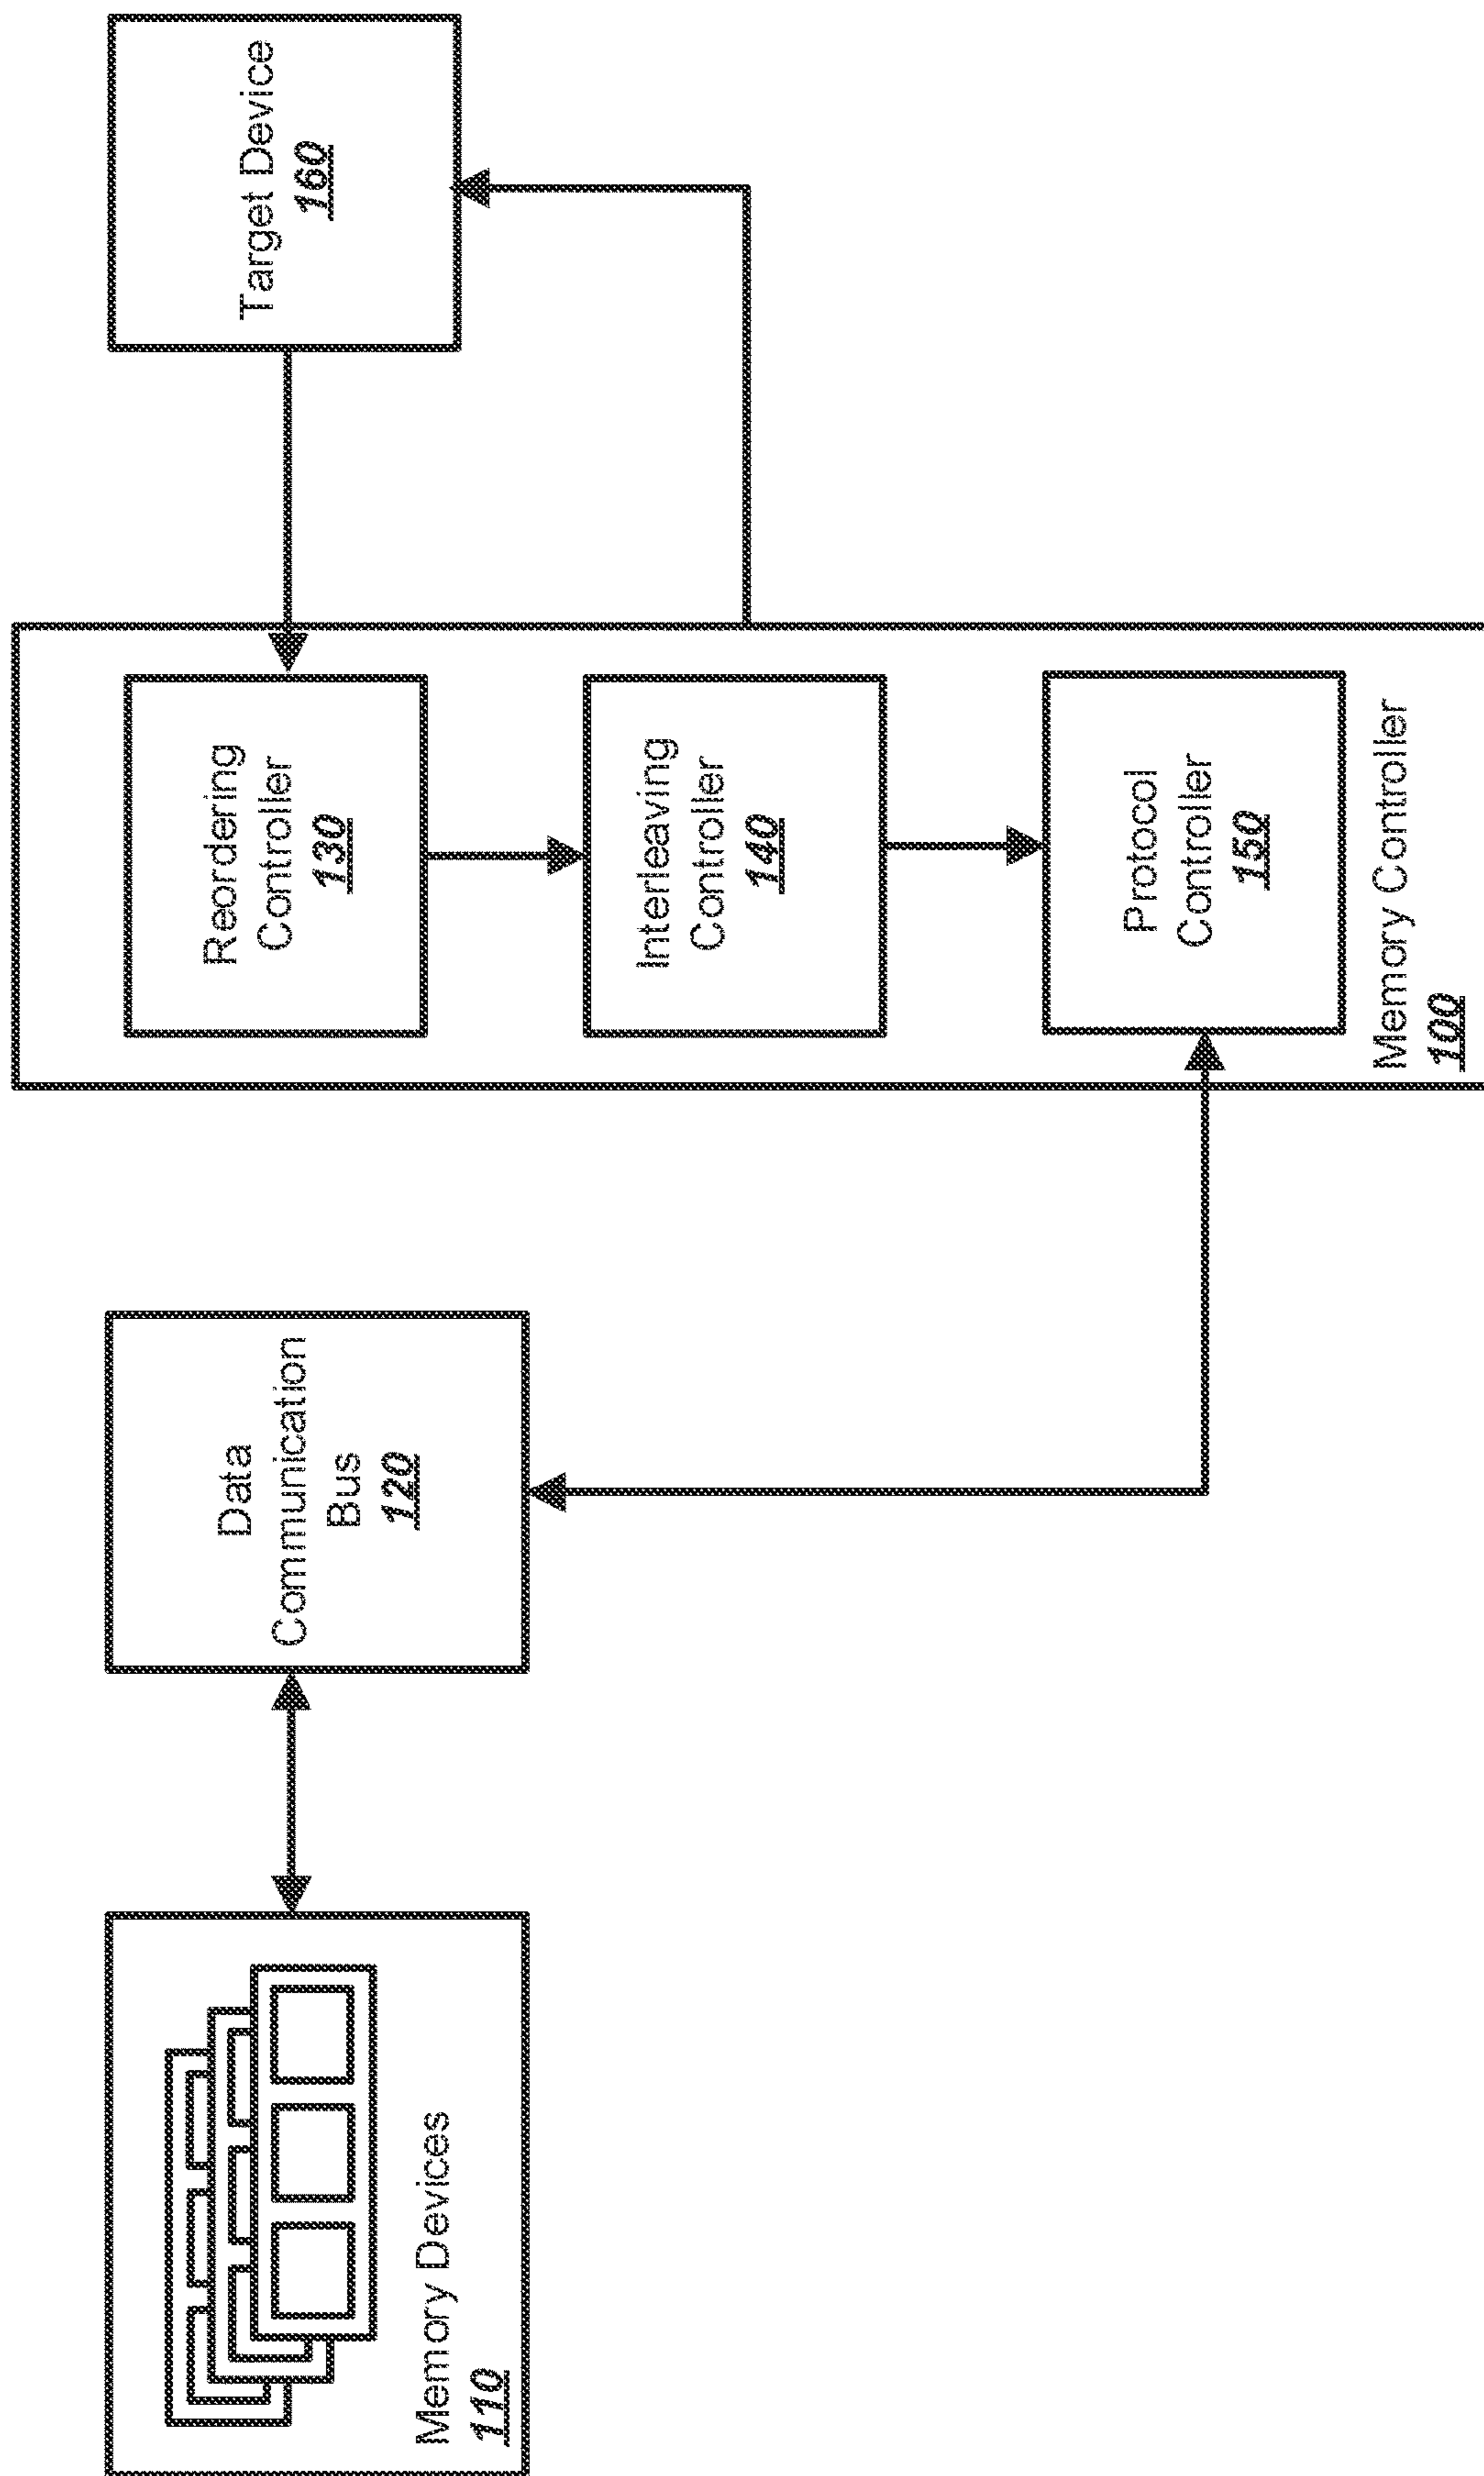 Memory Devices
110
Data
Communication
Bus
120
Reordering
Controller
130
Interleaving
Controller
140
Protocol
Controller
150
Memory Controller
100
Target Device
160